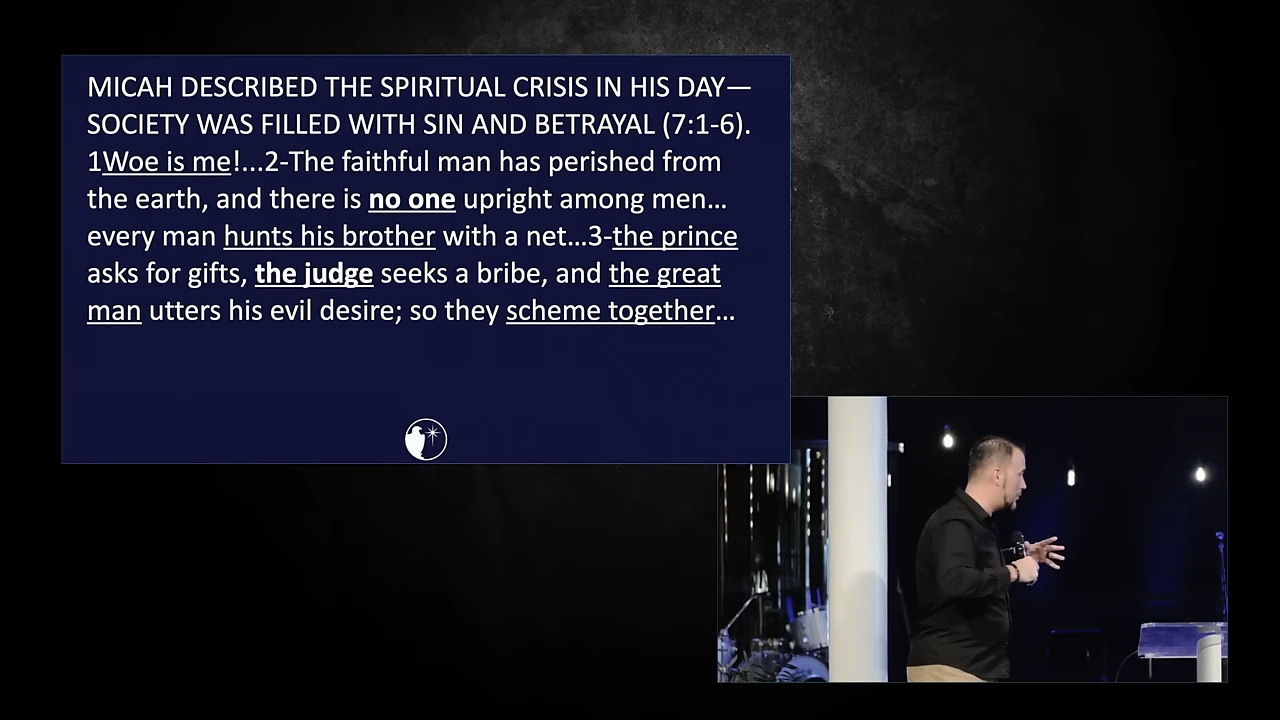 MICAH DESCRIBED THE SPIRITUAL CRISIS IN HIS DAY—
SOCIETY WAS FILLED WITH SIN AND BETRAYAL (7:1-6).
1Woe is me!...2-The faithful man has perished from
the earth, and there is no one upright among men…
every man hunts his brother with a net…3-the prince
asks for gifts, the judge seeks a bribe, and the great
man utters his evil desire; so they scheme together…